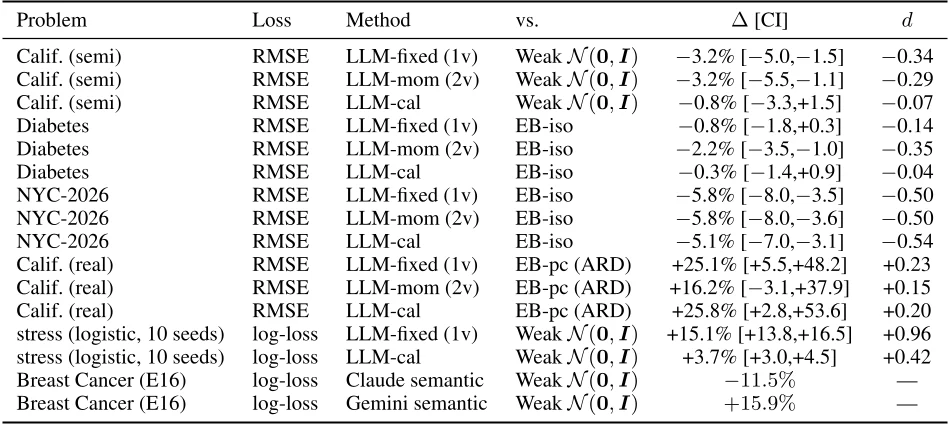 Problem Loss Method vs. Δ [CI] d
Calif. (semi) RMSE LLM-fixed (1v) Weak 𝒩(0, I) −3.2% [−5.0,−1.5] −0.34
Calif. (semi) RMSE LLM-mom (2v) Weak 𝒩(0, I) −3.2% [−5.5,−1.1] −0.29
Calif. (semi) RMSE LLM-cal Weak 𝒩(0, I) −0.8% [−3.3,+1.5] −0.07
Diabetes RMSE LLM-fixed (1v) EB-iso −0.8% [−1.8,+0.3] −0.14
Diabetes RMSE LLM-mom (2v) EB-iso −2.2% [−3.5,−1.0] −0.35
Diabetes RMSE LLM-cal EB-iso −0.3% [−1.4,+0.9] −0.04
NYC-2026 RMSE LLM-fixed (1v) EB-iso −5.8% [−8.0,−3.5] −0.50
NYC-2026 RMSE LLM-mom (2v) EB-iso −5.8% [−8.0,−3.6] −0.50
NYC-2026 RMSE LLM-cal EB-iso −5.1% [−7.0,−3.1] −0.54
Calif. (real) RMSE LLM-fixed (1v) EB-pc (ARD) +25.1% [+5.5,+48.2] +0.23
Calif. (real) RMSE LLM-mom (2v) EB-pc (ARD) +16.2% [−3.1,+37.9] +0.15
Calif. (real) RMSE LLM-cal EB-pc (ARD) +25.8% [+2.8,+53.6] +0.20
stress (logistic, 10 seeds) log-loss LLM-fixed (1v) Weak 𝒩(0, I) +15.1% [+13.8,+16.5] +0.96
stress (logistic, 10 seeds) log-loss LLM-cal Weak 𝒩(0, I) +3.7% [+3.0,+4.5] +0.42
Breast Cancer (E16) log-loss Claude semantic Weak 𝒩(0, I) −11.5% —
Breast Cancer (E16) log-loss Gemini semantic Weak 𝒩(0, I) +15.9% —